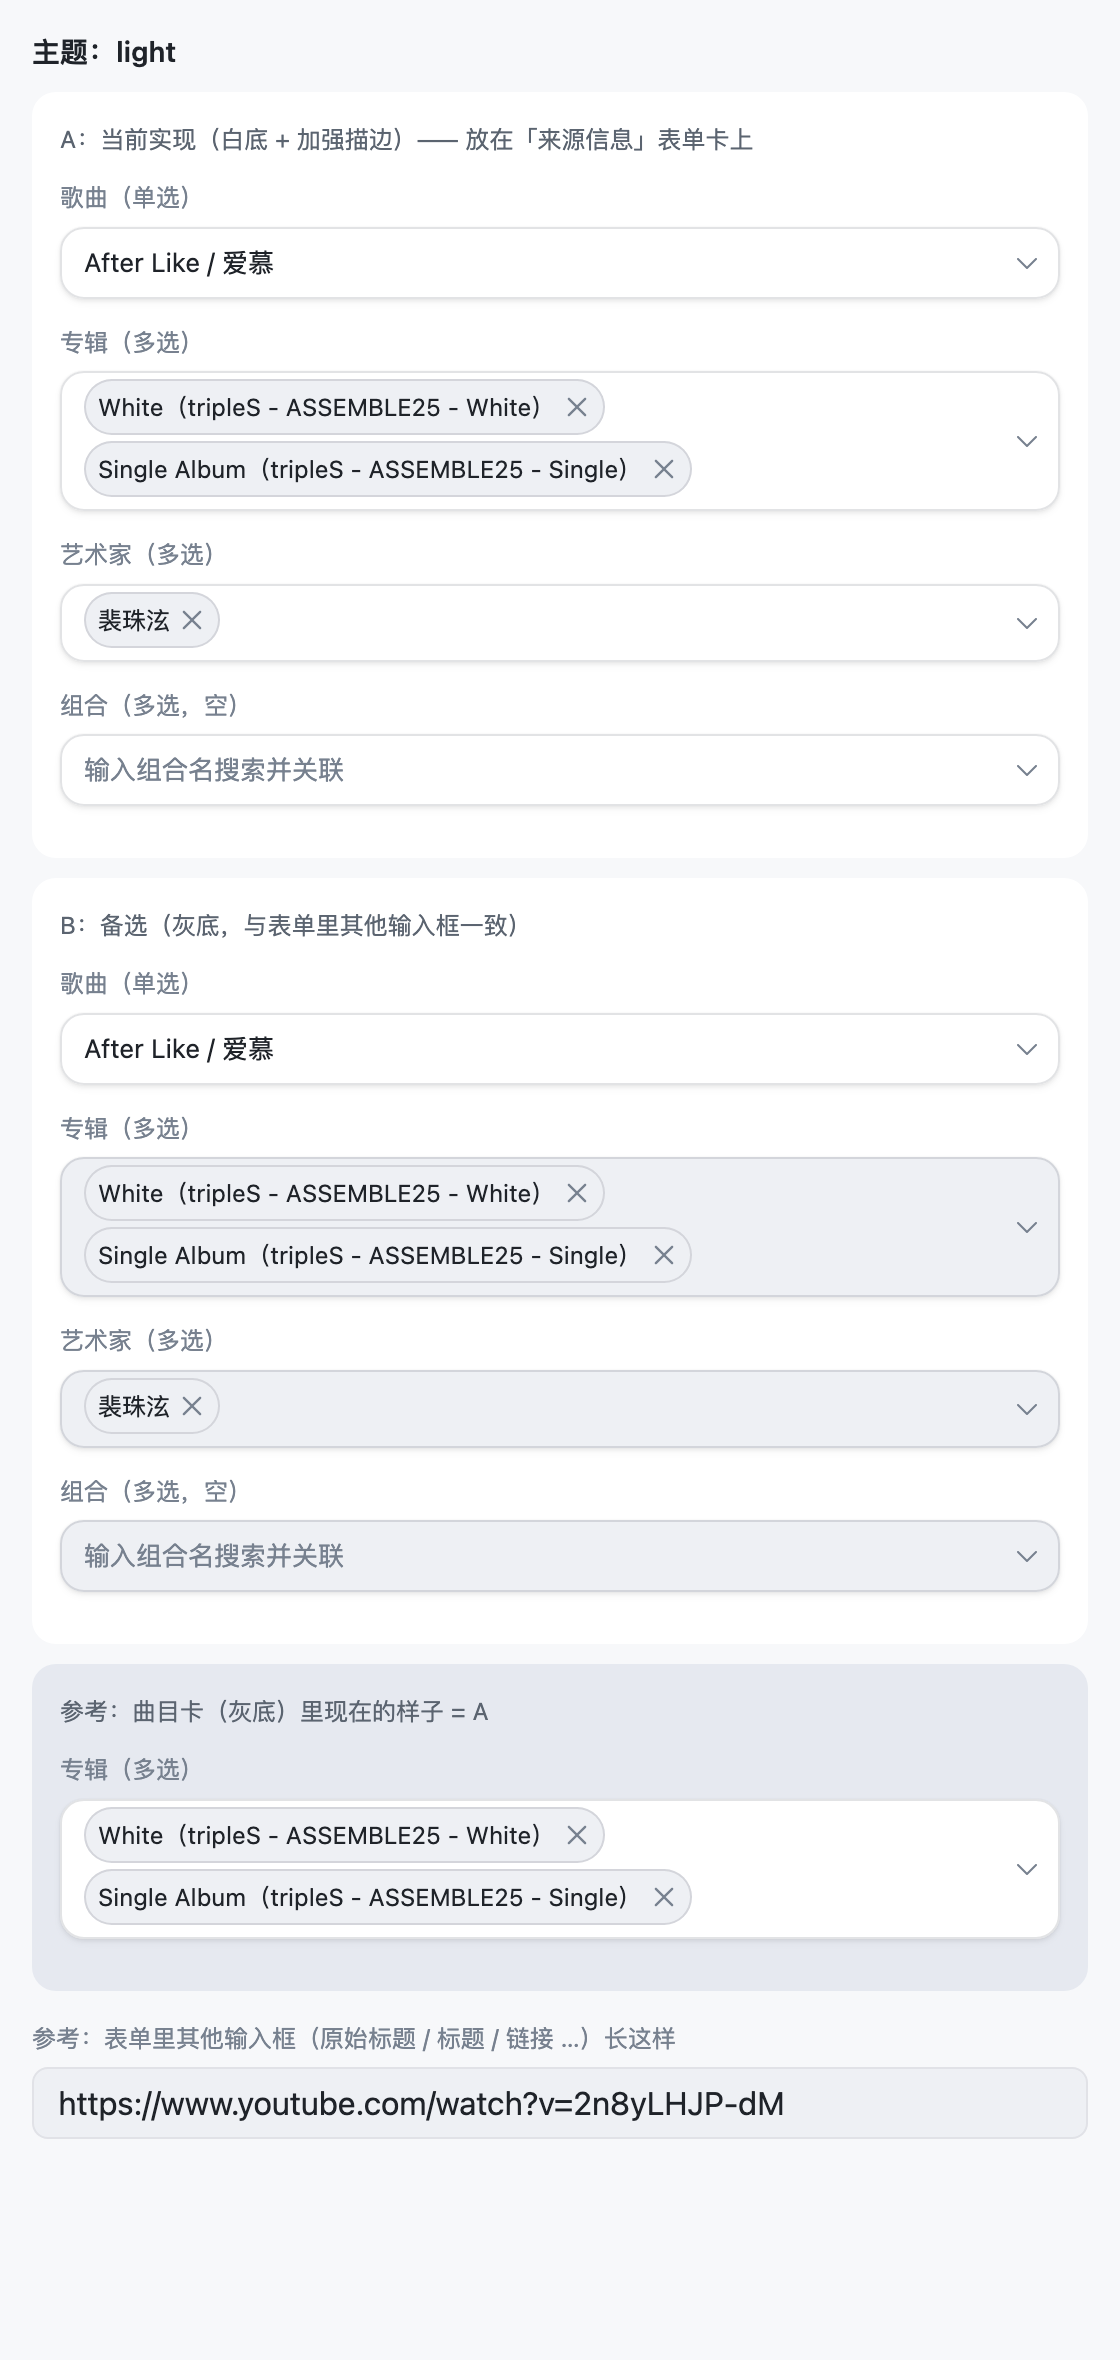 主题：light
A：当前实现（白底 + 加强描边）—— 放在「来源信息」表单卡上
歌曲（单选）
After Like / 爱慕
专辑（多选）
White（tripleS - ASSEMBLE25 - White）
Single Album（tripleS - ASSEMBLE25 - Single）
艺术家（多选）
裴珠泫
组合（多选，空）
输入组合名搜索并关联
B：备选（灰底，与表单里其他输入框一致）
歌曲（单选）
After Like / 爱慕
专辑（多选）
White（tripleS - ASSEMBLE25 - White）
Single Album（tripleS - ASSEMBLE25 - Single）
艺术家（多选）
裴珠泫
组合（多选，空）
输入组合名搜索并关联
参考：曲目卡（灰底）里现在的样子 = A
专辑（多选）
White（tripleS - ASSEMBLE25 - White）
Single Album（tripleS - ASSEMBLE25 - Single）
参考：表单里其他输入框（原始标题 / 标题 / 链接 ...）长这样
https://www.youtube.com/watch?v=2n8yLHJP-dM